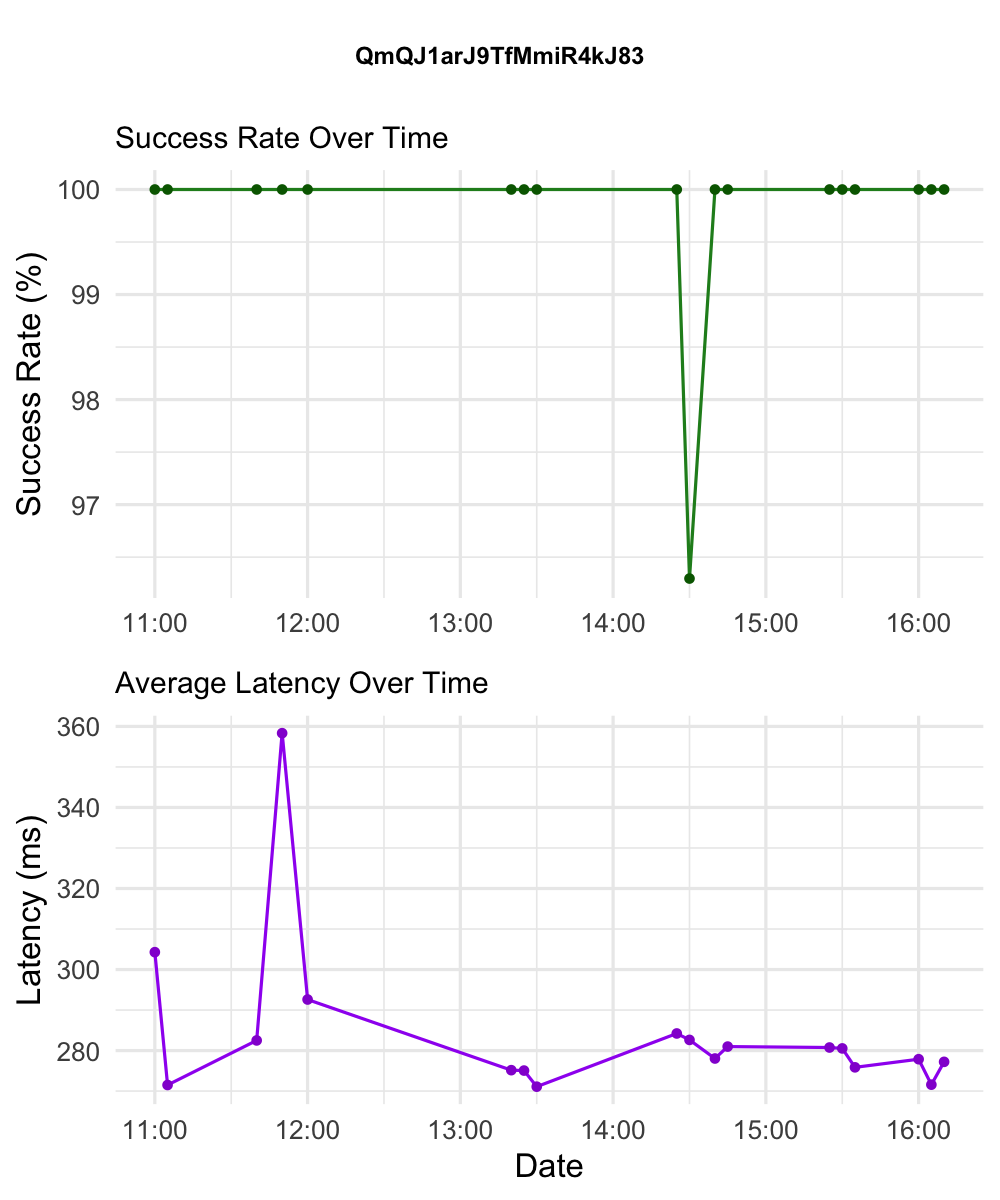 QmQJ1arJ9TfMmiR4kJ83
Success Rate Over Time
Success Rate (%)
100
99
98
97
11:00 12:00 13:00 14:00 15:00 16:00
Average Latency Over Time
Latency (ms)
360
340
320
300
280
11:00 12:00 13:00 14:00 15:00 16:00
Date